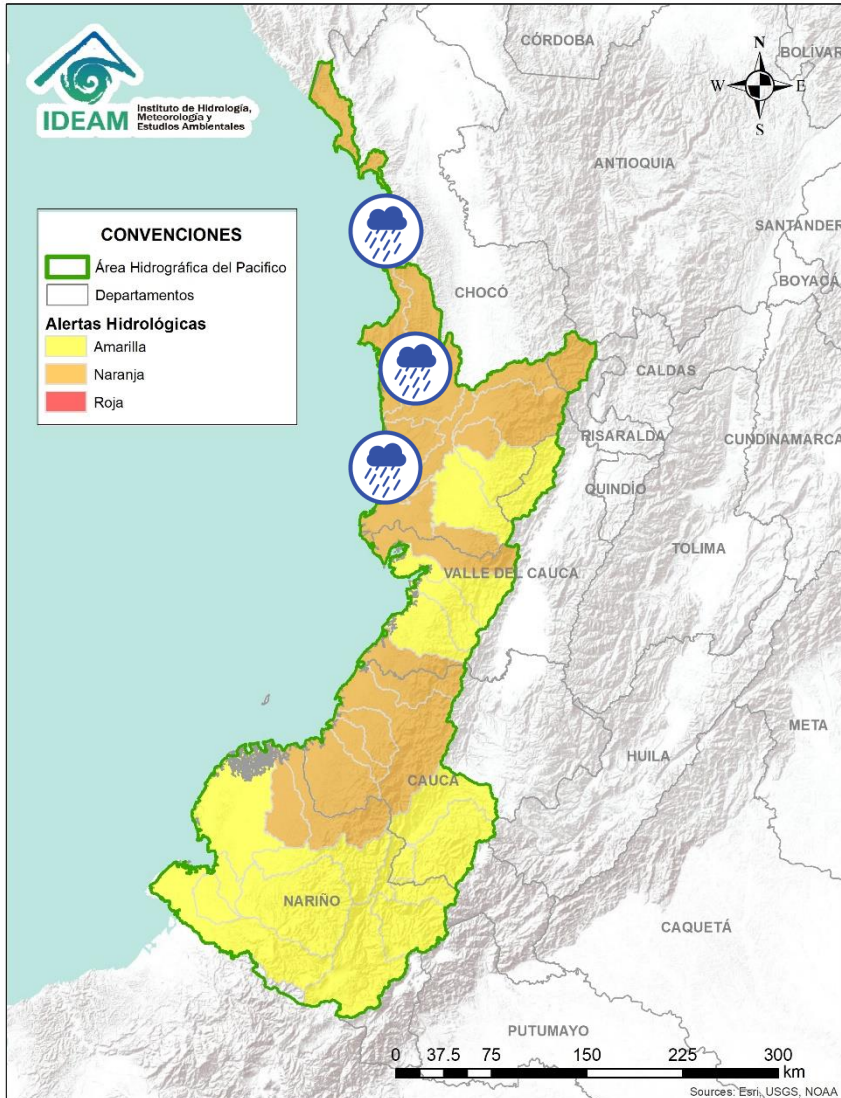 IDEAM
Instituto de Hidrología,
Meteorología y
Estudios Ambientales
CÓRDOBA
BOLÍVAR
N
W
E
S
ANTIOQUIA
SANTANDER
BOYACÁ
CONVENCIONES
Área Hidrográfica del Pacifico
Departamentos
Alertas Hidrológicas
Amarilla
Naranja
Roja
CHOCÓ
CALDAS
RISARALDA
CUNDINAMARCA
QUINDÍO
TOLIMA
VALLE DEL CAUCA
META
HUILA
CAUCA
NARIÑO
CAQUETÁ
PUTUMAYO
0 37.5 75 150 225 300
km
Sources: Esri, USGS, NOAA